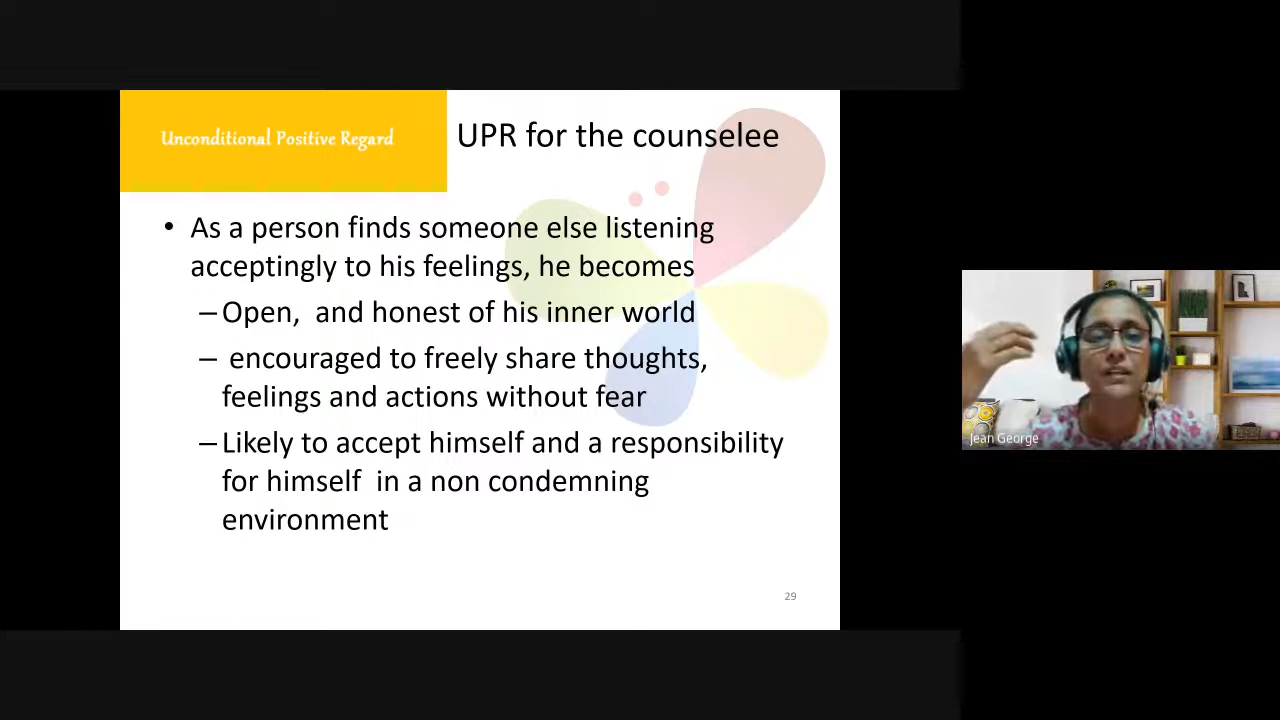 Unconditional Positive Regard
UPR for the counselee
• As a person finds someone else listening
acceptingly to his feelings, he becomes
– Open,  and honest of his inner world
– encouraged to freely share thoughts,
feelings and actions without fear
– Likely to accept himself and a responsibility
for himself  in a non condemning
environment
29
Jean George